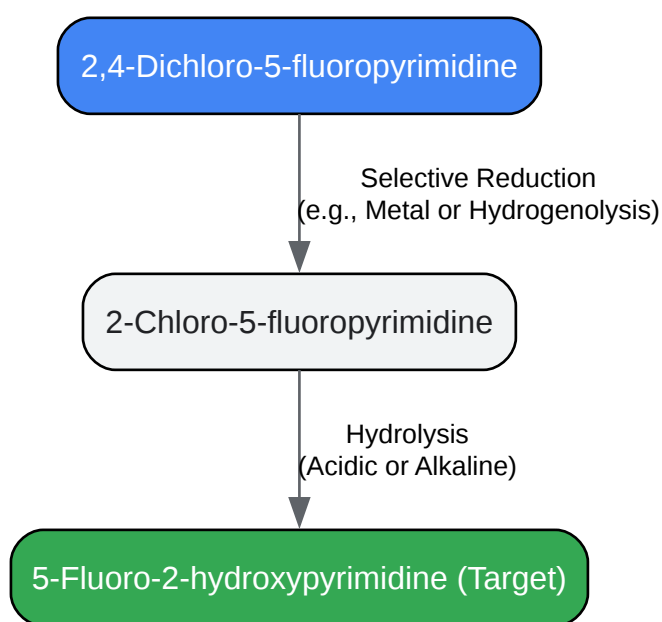 2,4-Dichloro-5-fluoropyrimidine
Selective Reduction
(e.g., Metal or Hydrogenolysis)
2-Chloro-5-fluoropyrimidine
Hydrolysis
(Acidic or Alkaline)
5-Fluoro-2-hydroxypyrimidine (Target)